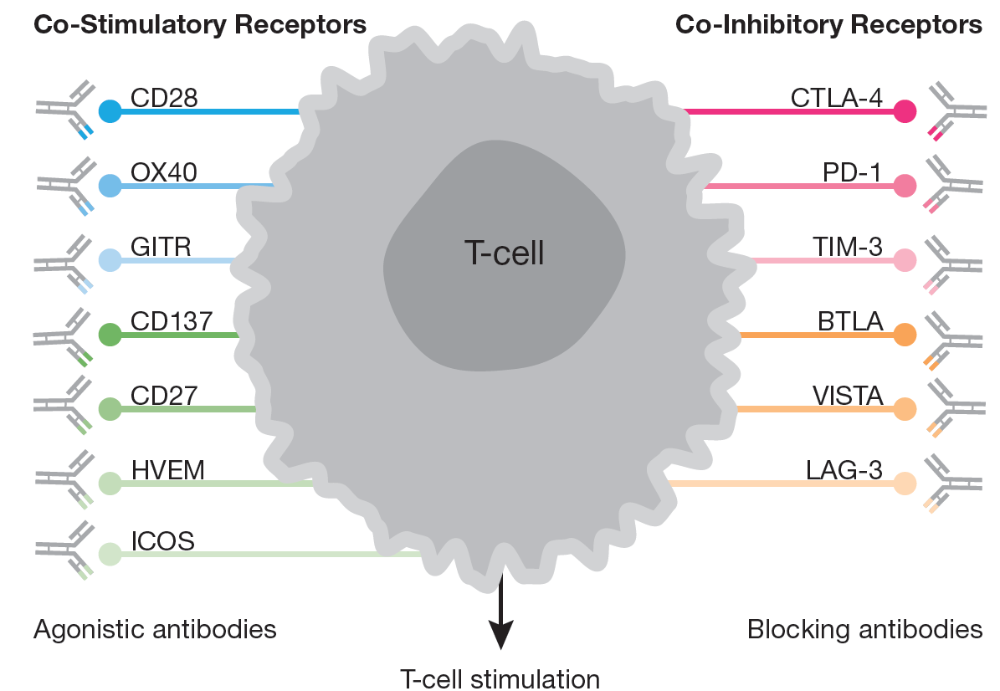 Co-Stimulatory Receptors
Co-Inhibitory Receptors
CD28
CTLA-4
OX40
PD-1
GITR
TIM-3
T-cell
CD137
BTLA
CD27
VISTA
HVEM
LAG-3
ICOS
Agonistic antibodies
Blocking antibodies
T-cell stimulation